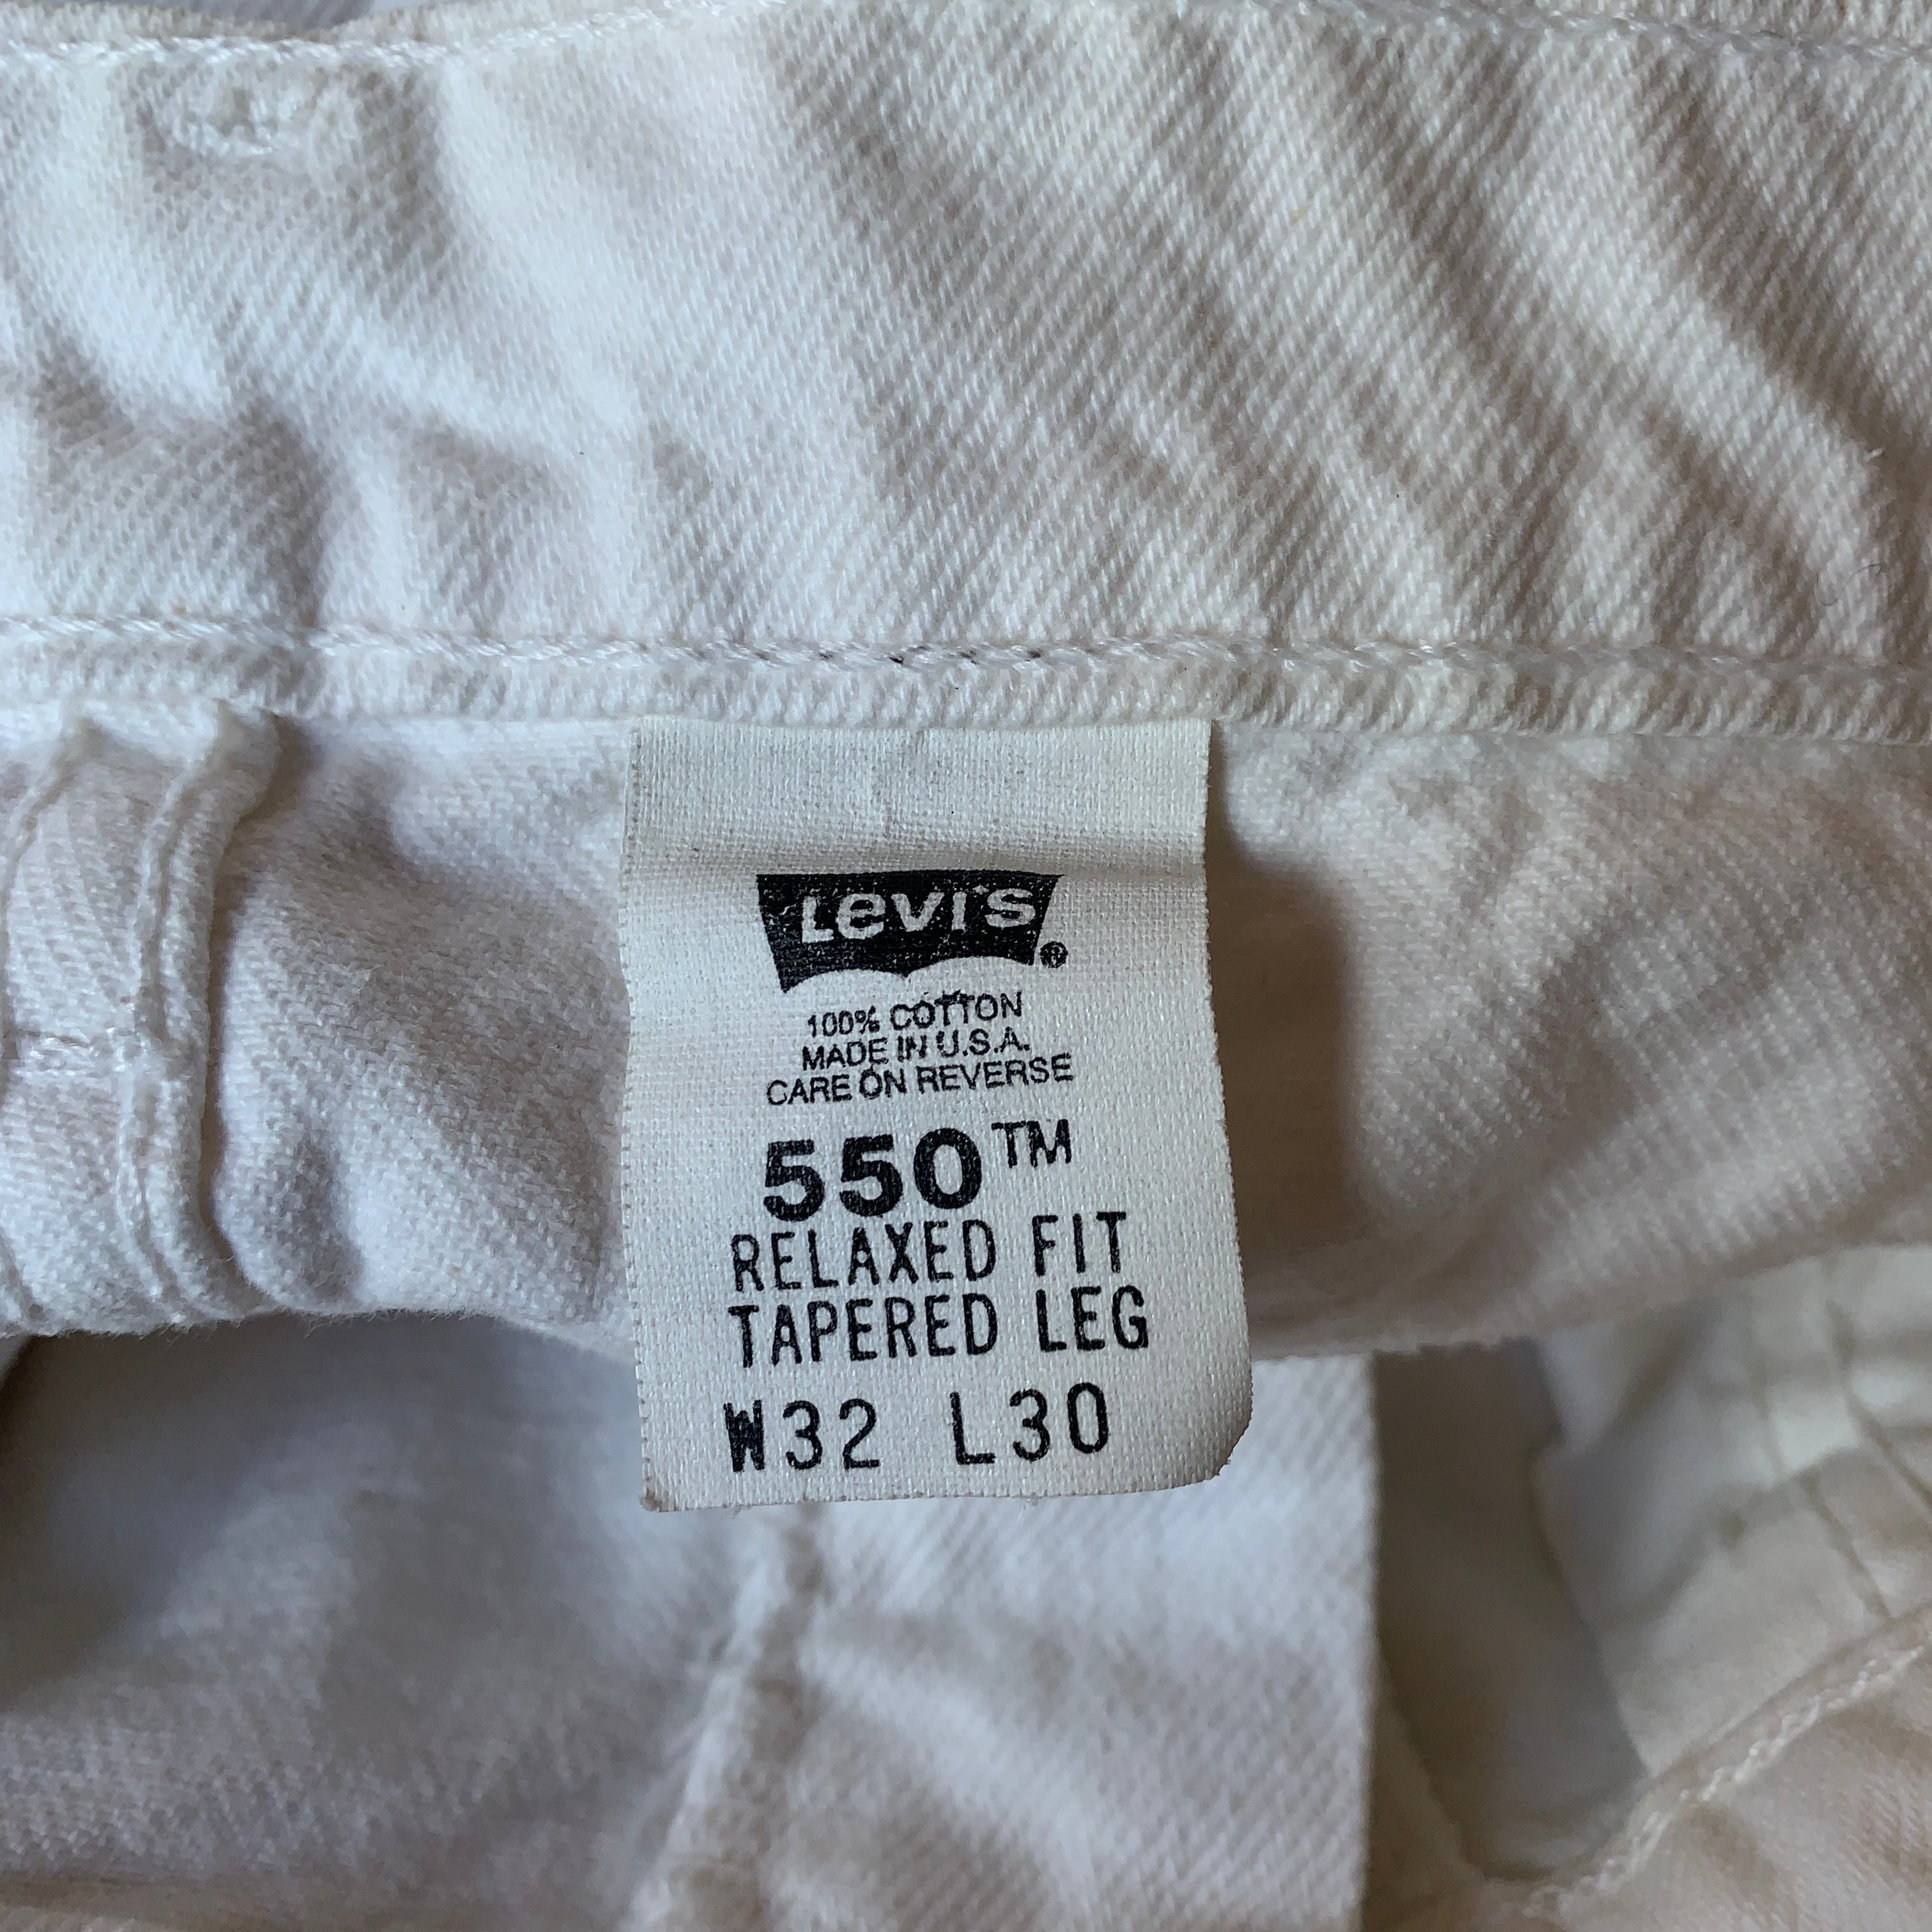 Levi's®
100% COTTON
MADE IN U.S.A.
CARE ON REVERSE
550™
RELAXED FIT
TAPERED LEG
W32 L30